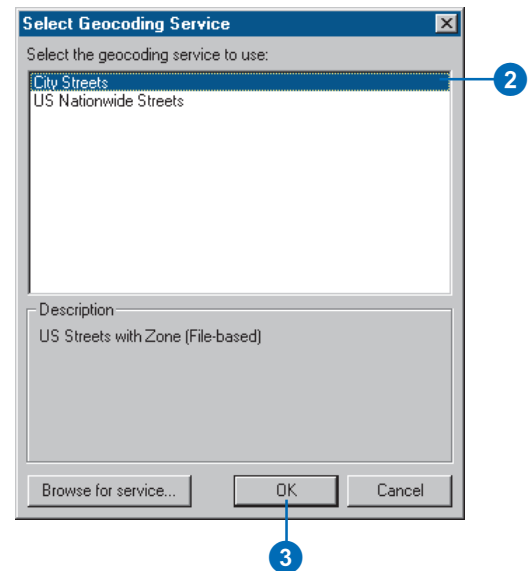 Select Geocoding Service
Select the geocoding service to use:
City Streets
US Nationwide Streets
2
Description
US Streets with Zone (File-based)
Browse for service...
OK
Cancel
3